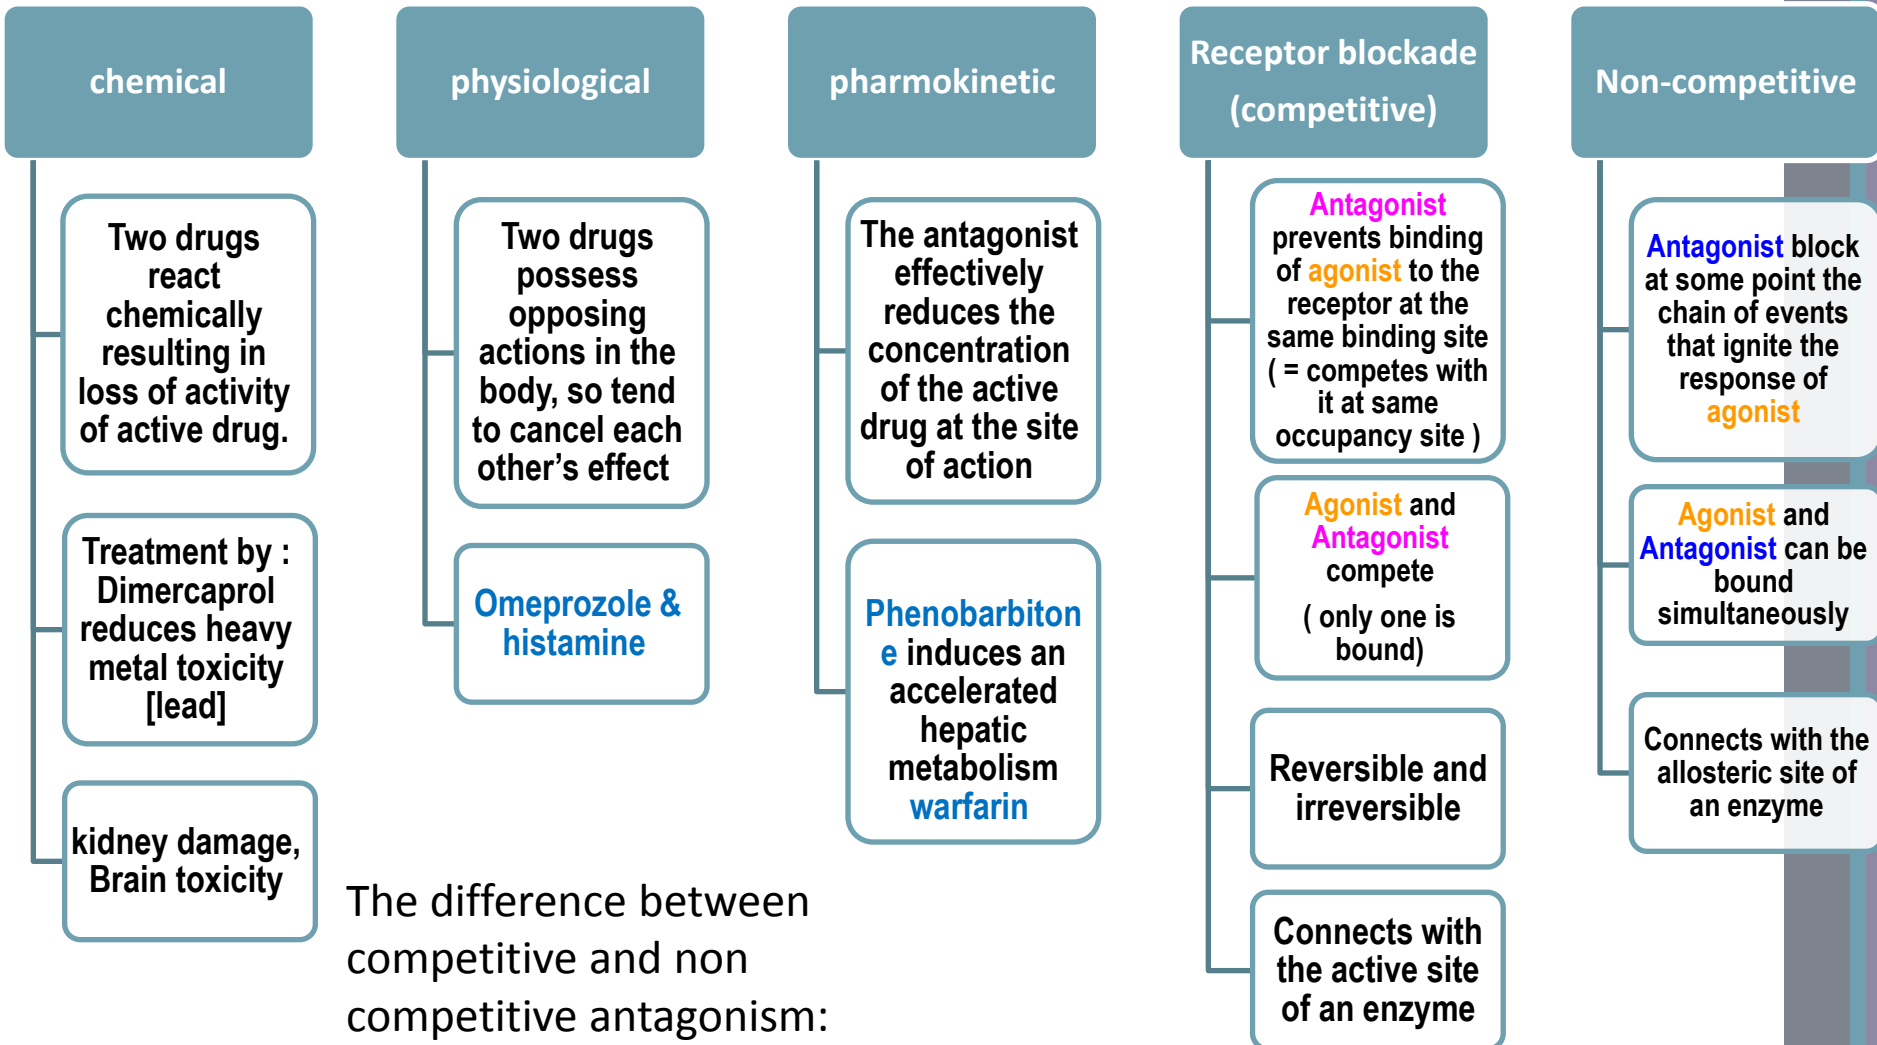 chemical
Two drugs
react
chemically
resulting in
loss of activity
of active drug.
Treatment by :
Dimercaprol
reduces heavy
metal toxicity
[lead]
kidney damage,
Brain toxicity
physiological
Two drugs
possess
opposing
actions in the
body, so tend
to cancel each
other’s effect
Omeprozole &
histamine
pharmokinetic
The antagonist
effectively
reduces the
concentration
of the active
drug at the site
of action
Phenobarbiton
e induces an
accelerated
hepatic
metabolism
warfarin
Receptor blockade
(competitive)
Antagonist
prevents binding
of agonist to the
receptor at the
same binding site
( = competes with
it at same
occupancy site )
Agonist and
Antagonist
compete
( only one is
bound)
Reversible and
irreversible
Connects with
the active site
of an enzyme
Non-competitive
Antagonist block
at some point the
chain of events
that ignite the
response of
agonist
Agonist and
Antagonist can be
bound
simultaneously
Connects with the
allosteric site of
an enzyme
The difference between
competitive and non
competitive antagonism: